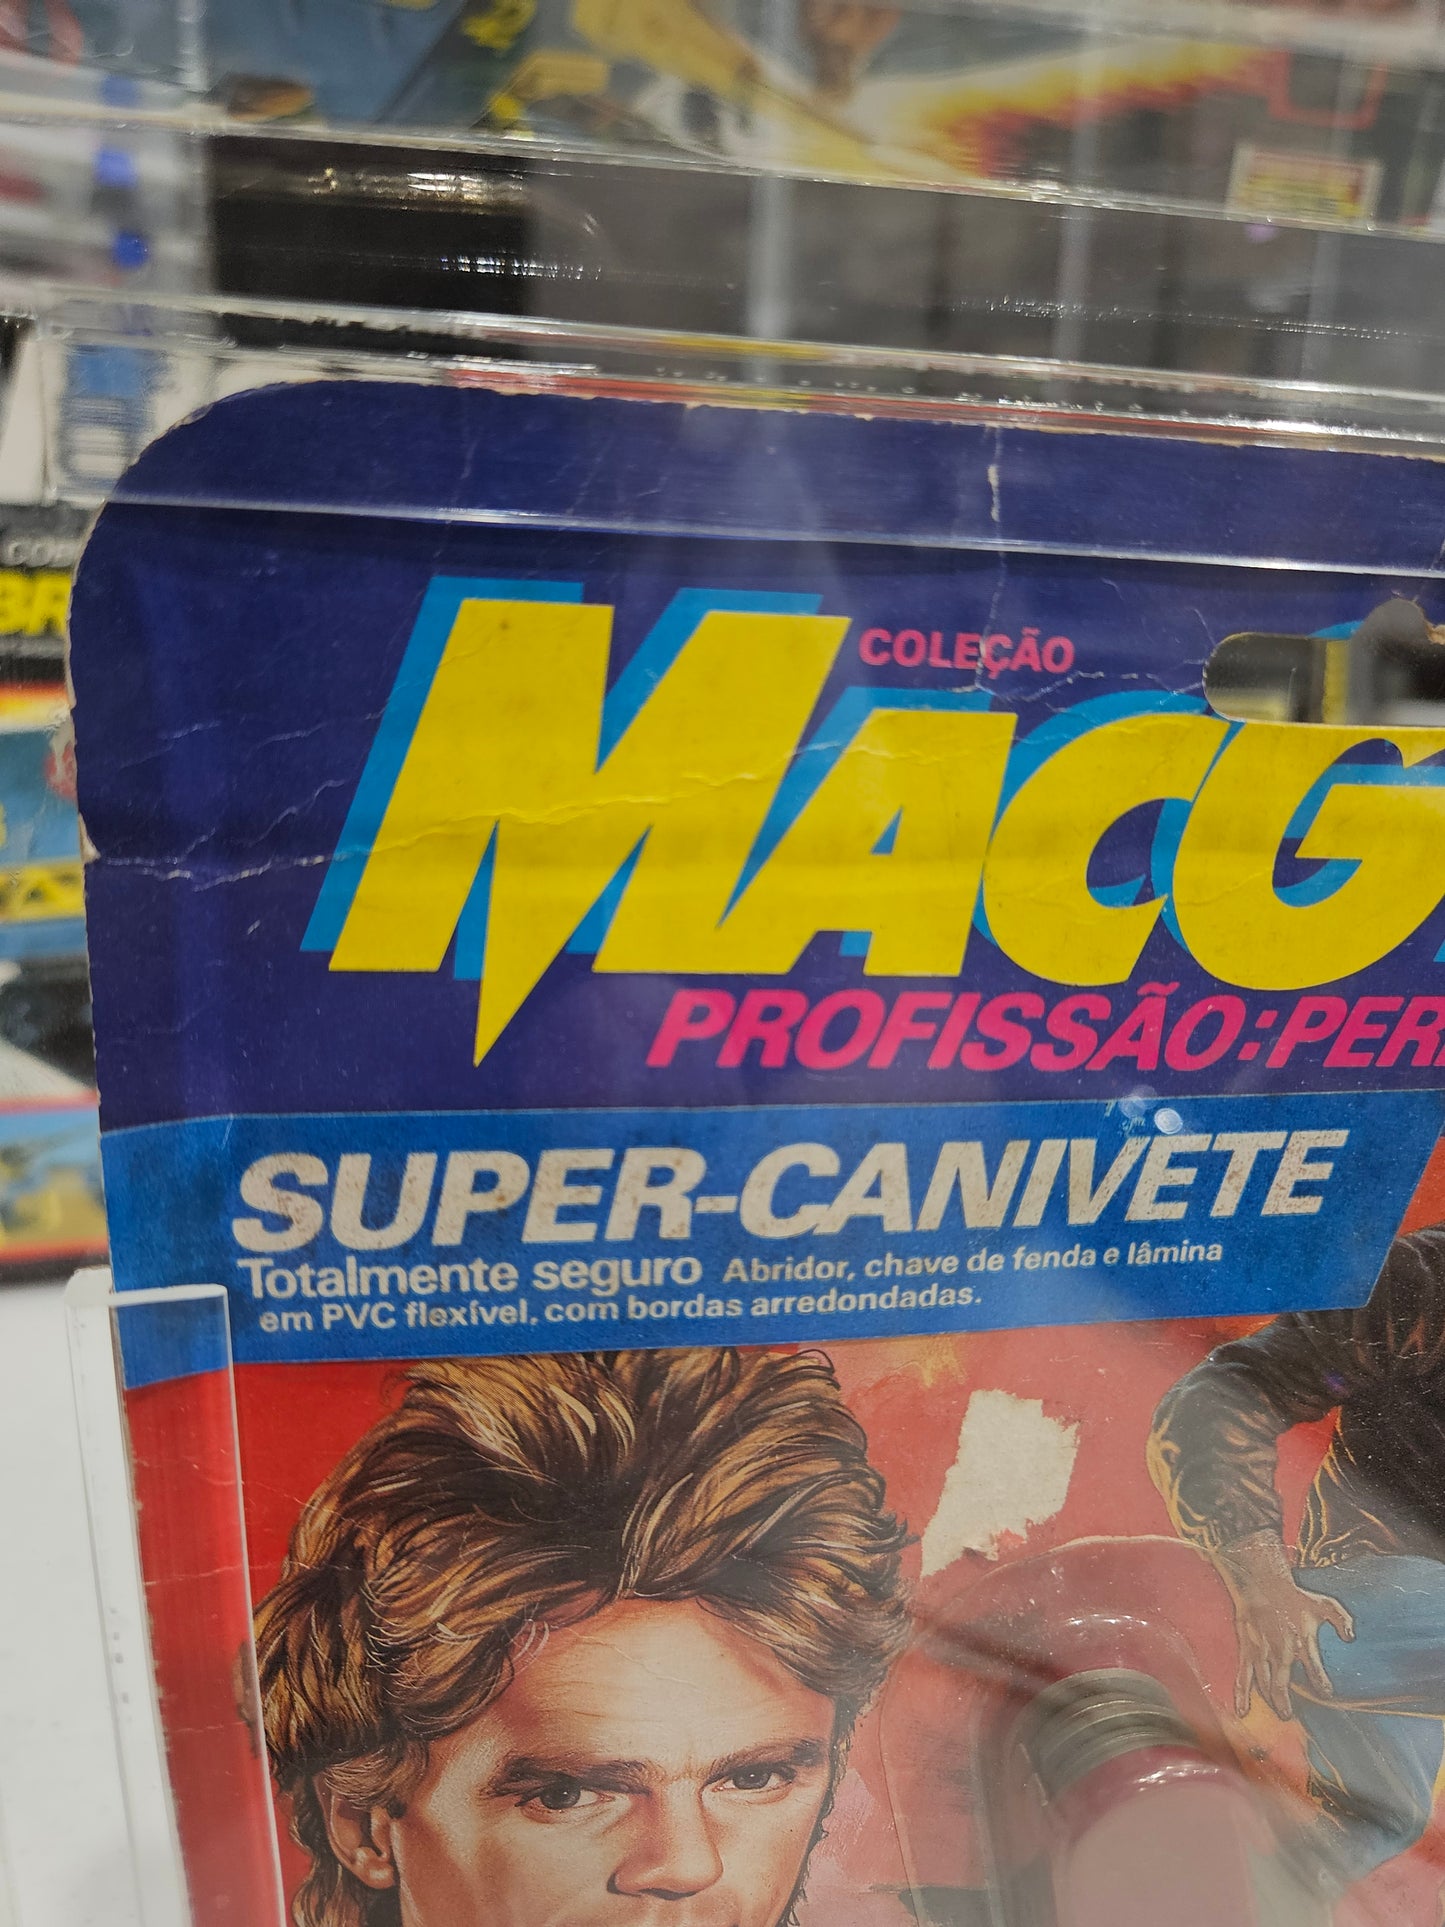 COLEÇÃO
MACG
PROFISSÃO:PER
SUPER-CANIVETE
Totalmente seguro Abridor, chave de fenda e lâmina
em PVC flexível, com bordas arredondadas.